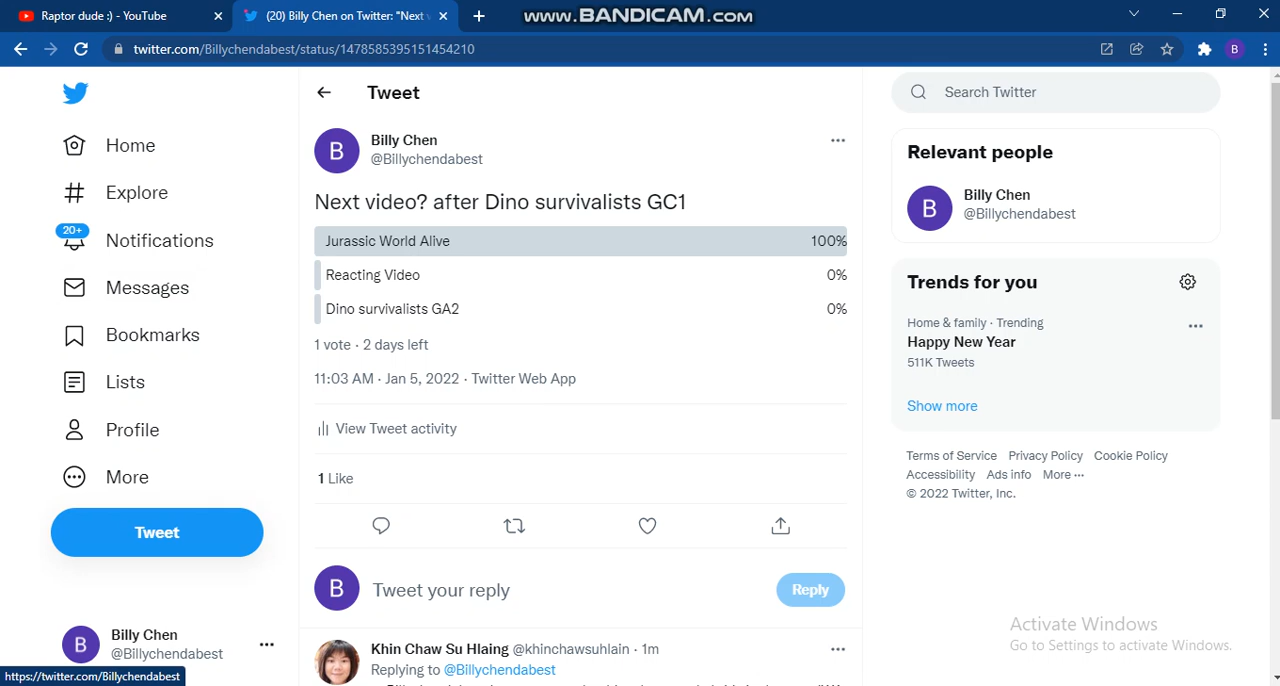 Raptor dude :) - YouTube
(20) Billy Chen on Twitter: "Next
www.BANDICAM.com
twitter.com/Billychendabest/status/1478585395151454210
B
Home
Explore
20+
Notifications
Messages
Bookmarks
Lists
Profile
More
Tweet
B
Billy Chen
@Billychendabest
https://twitter.com/Billychendabest
Tweet
B
Billy Chen
@Billychendabest
Next video? after Dino survivalists GC1
Jurassic World Alive 100%
Reacting Video 0%
Dino survivalists GA2 0%
1 vote · 2 days left
11:03 AM · Jan 5, 2022 · Twitter Web App
View Tweet activity
1 Like
B
Tweet your reply
Reply
Khin Chaw Su Hlaing @khinchawsuhlain · 1m
Replying to @Billychendabest
Search Twitter
Relevant people
B
Billy Chen
@Billychendabest
Trends for you
Home & family · Trending
Happy New Year
511K Tweets
Show more
Terms of Service Privacy Policy Cookie Policy
Accessibility Ads info More ···
© 2022 Twitter, Inc.
Activate Windows
Go to Settings to activate Windows.